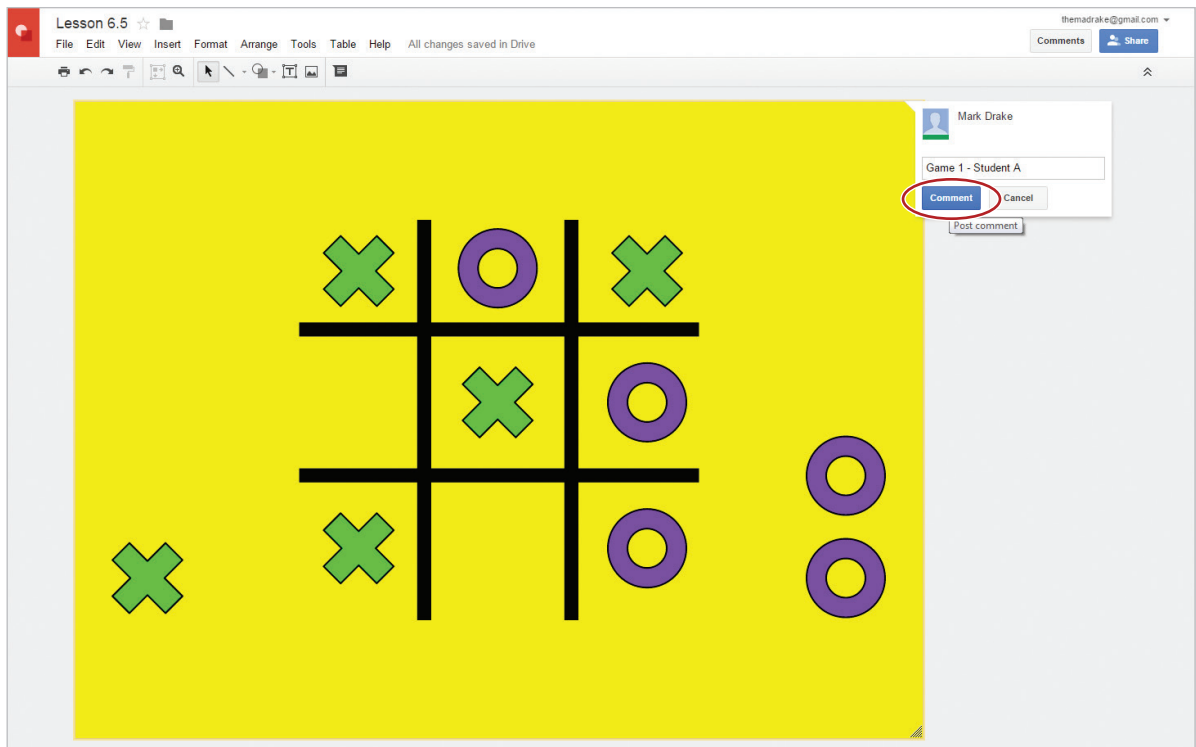 Lesson 6.5
themadrake@gmail.com
File Edit View Insert Format Arrange Tools Table Help All changes saved in Drive
Comments Share
Mark Drake
Game 1 - Student A
Comment Cancel
Post comment